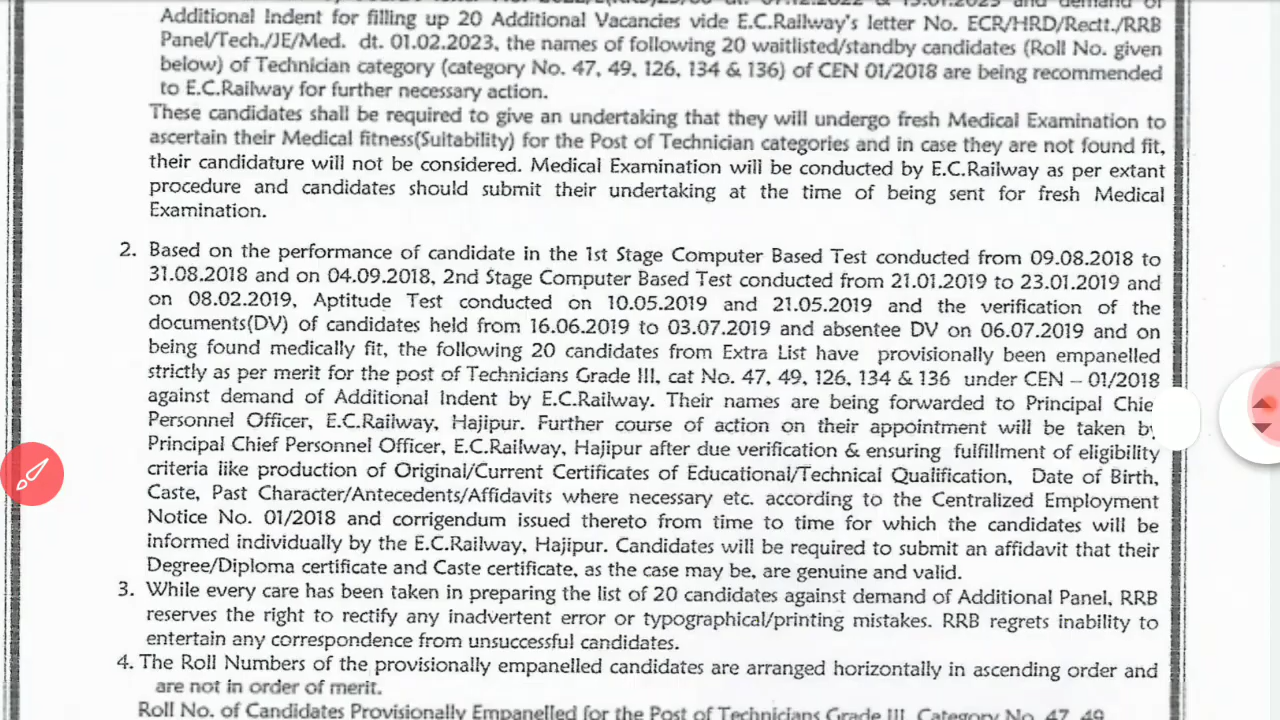 Additional Indent for filling up 20 Additional Vacancies vide E.C.Railway's letter No. ECR/HRD/Rectt./RRB
Panel/Tech./JE/Med. dt. 01.02.2023, the names of following 20 waitlisted/standby candidates (Roll No. given
below) of Technician category (category No. 47, 49, 126, 134 & 136) of CEN 01/2018 are being recommended
to E.C.Railway for further necessary action.
These candidates shall be required to give an undertaking that they will undergo fresh Medical Examination to
ascertain their Medical fitness(Suitability) for the Post of Technician categories and in case they are not found fit,
their candidature will not be considered. Medical Examination will be conducted by E.C.Railway as per extant
procedure and candidates should submit their undertaking at the time of being sent for fresh Medical
Examination.
2. Based on the performance of candidate in the 1st Stage Computer Based Test conducted from 09.08.2018 to
31.08.2018 and on 04.09.2018, 2nd Stage Computer Based Test conducted from 21.01.2019 to 23.01.2019 and
on 08.02.2019, Aptitude Test conducted on 10.05.2019 and 21.05.2019 and the verification of the
documents(DV) of candidates held from 16.06.2019 to 03.07.2019 and absentee DV on 06.07.2019 and on
being found medically fit, the following 20 candidates from Extra List have provisionally been empanelled
strictly as per merit for the post of Technicians Grade III, cat No. 47, 49, 126, 134 & 136 under CEN – 01/2018
against demand of Additional Indent by E.C.Railway. Their names are being forwarded to Principal Chie
Personnel Officer, E.C.Railway, Hajipur. Further course of action on their appointment will be taken by
Principal Chief Personnel Officer, E.C.Railway, Hajipur after due verification & ensuring fulfillment of eligibility
criteria like production of Original/Current Certificates of Educational/Technical Qualification, Date of Birth,
Caste, Past Character/Antecedents/Affidavits where necessary etc. according to the Centralized Employment
Notice No. 01/2018 and corrigendum issued thereto from time to time for which the candidates will be
informed individually by the E.C.Railway, Hajipur. Candidates will be required to submit an affidavit that their
Degree/Diploma certificate and Caste certificate, as the case may be, are genuine and valid.
3. While every care has been taken in preparing the list of 20 candidates against demand of Additional Panel, RRB
reserves the right to rectify any inadvertent error or typographical/printing mistakes. RRB regrets inability to
entertain any correspondence from unsuccessful candidates.
4. The Roll Numbers of the provisionally empanelled candidates are arranged horizontally in ascending order and
are not in order of merit.
Roll No. of Candidates Provisionally Empanelled for the Post of Technicians Grade III, Category No. 47, 49,